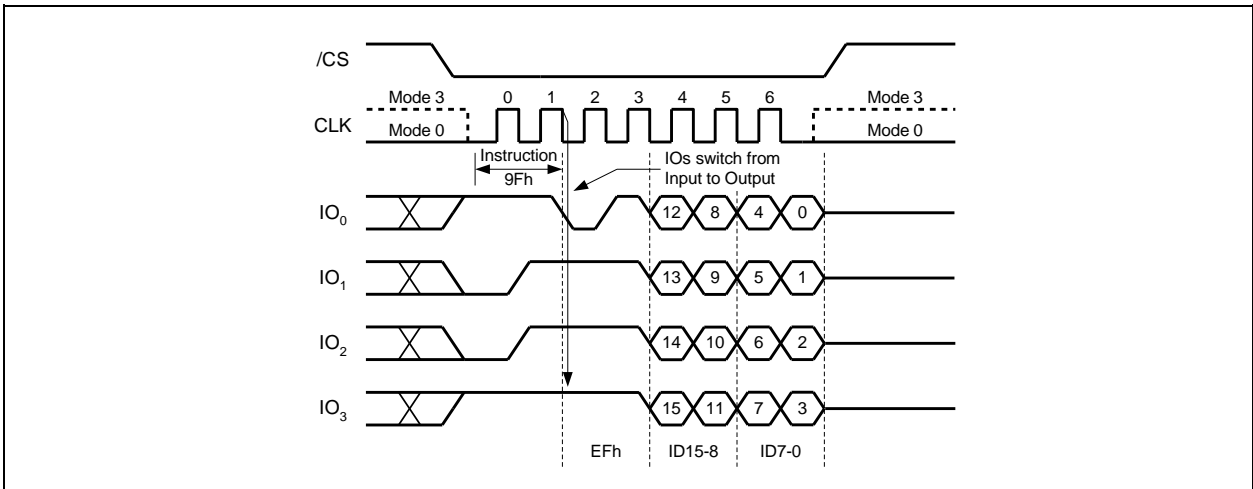 /CS
Mode 3 0 1 2 3 4 5 6 Mode 3
CLK
Mode 0 Mode 0
Instruction IOs switch from
9Fh Input to Output
IO0 12 8 4 0
IO1 13 9 5 1
IO2 14 10 6 2
IO3 15 11 7 3
EFh ID15-8 ID7-0